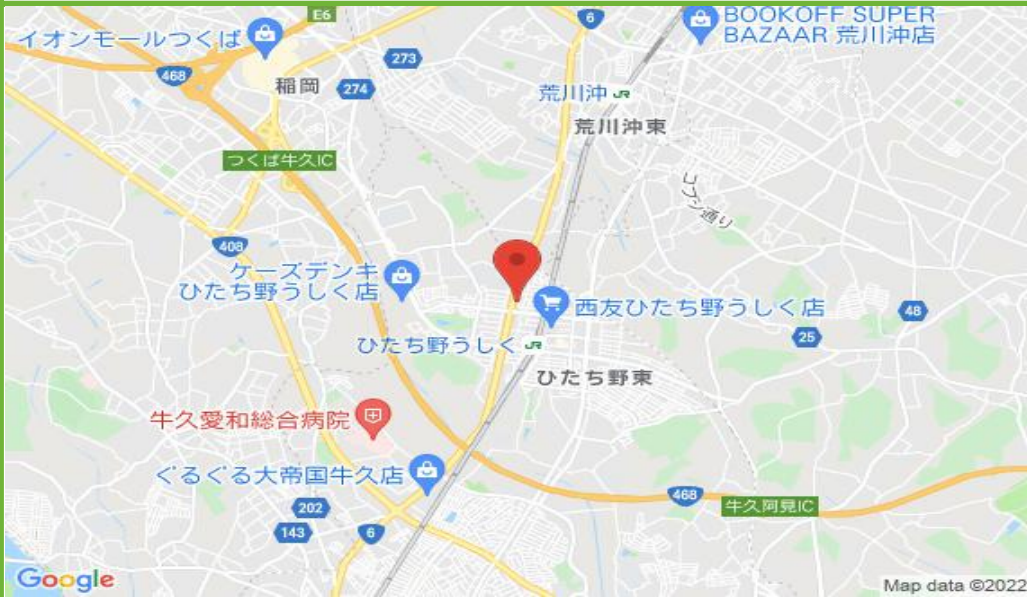 E6
6
BOOKOFF SUPER
BAZAAR 荒川沖店
イオンモールつくば
273
468
稲岡
274
荒川沖 JR
荒川沖東
つくば牛久IC
コブシ通り
408
ケーズデンキ
ひたち野うしく店
西友ひたち野うしく店
48
25
ひたち野うしく JR
ひたち野東
牛久愛和総合病院
ぐるぐる大帝国牛久店
468
牛久阿見IC
202
143
6
Google
Map data ©2022